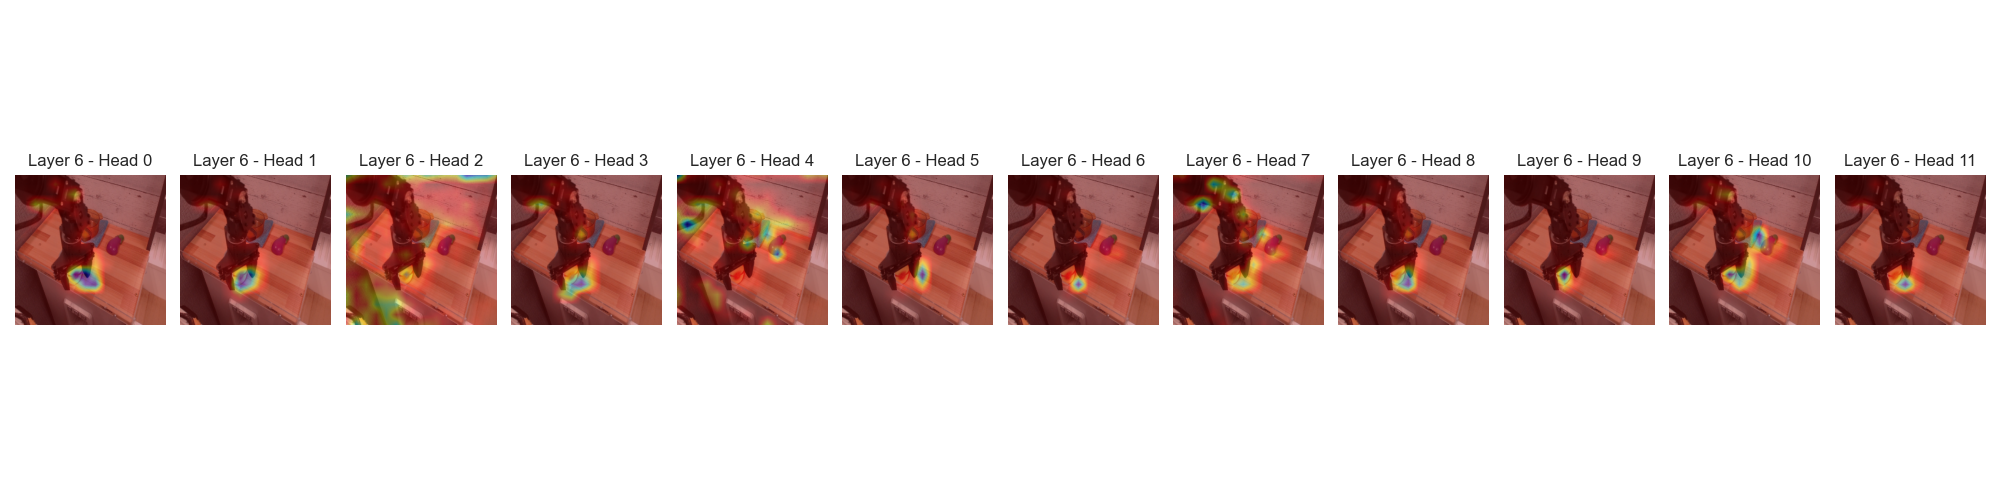 Layer 6 - Head 0
Layer 6 - Head 1
Layer 6 - Head 2
Layer 6 - Head 3
Layer 6 - Head 4
Layer 6 - Head 5
Layer 6 - Head 6
Layer 6 - Head 7
Layer 6 - Head 8
Layer 6 - Head 9
Layer 6 - Head 10
Layer 6 - Head 11